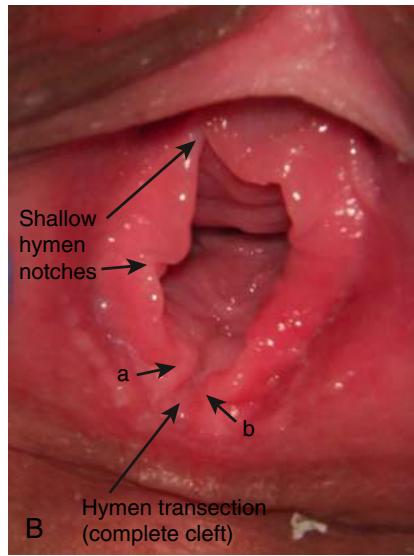 Shallow
hymen
notches
a
b
Hymen transection
(complete cleft)
B